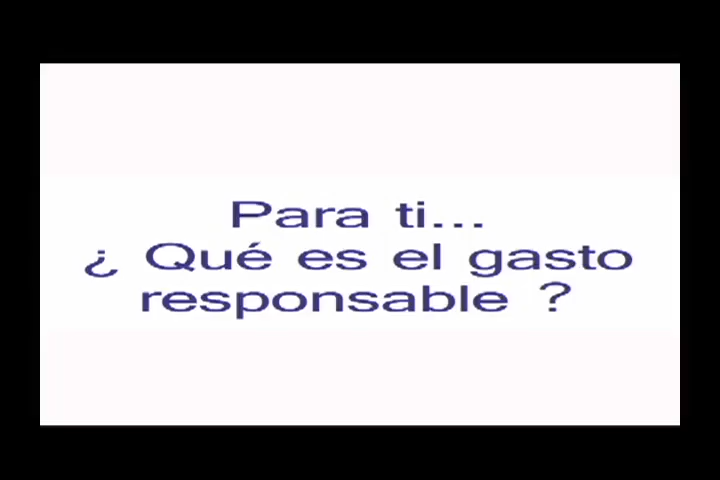 Para ti...
¿ Qué es el gasto
responsable ?